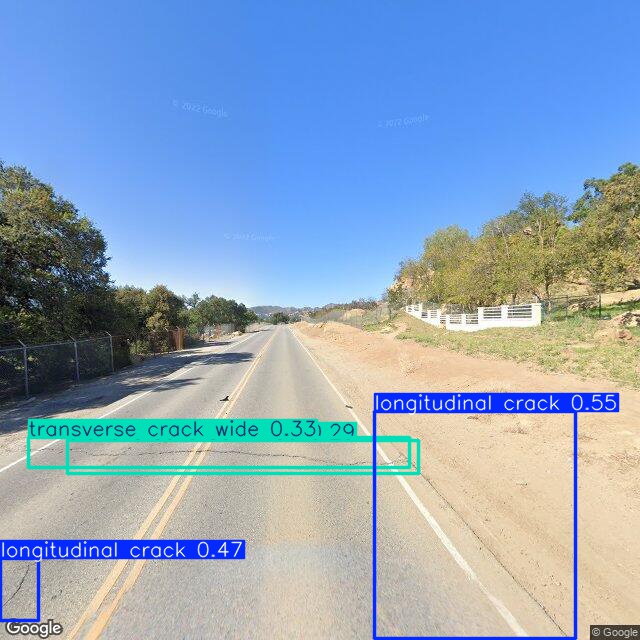 © 2022 Google
© 2022 Google
© 2022 Google
longitudinal crack 0.55
transverse crack wide 0.33
longitudinal crack 0.47
Google
© Google